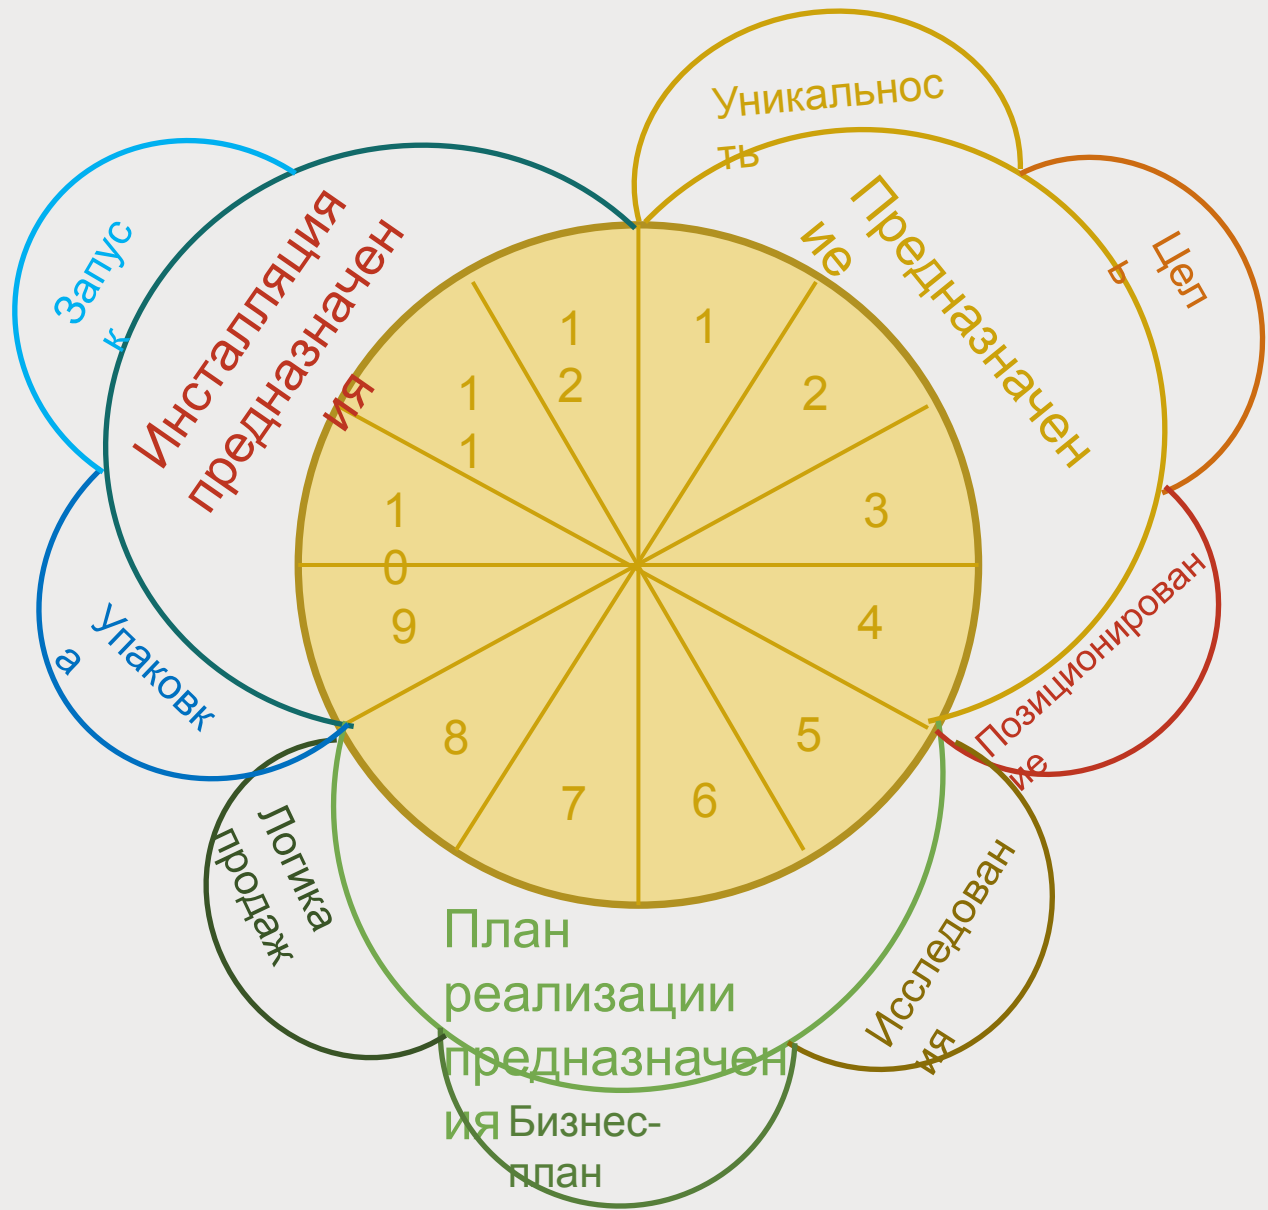 Уникальнос
ть
Предназначен
ие
Цел
ь
Позиционирован
ие
Исследован
ия
План
реализации
предназначен
ия
Бизнес-
план
Логика
продаж
Упаковк
а
Запус
к
Инсталляция
предназначен
ия
1
2
3
4
5
6
7
8
9
1
0
1
1
1
2